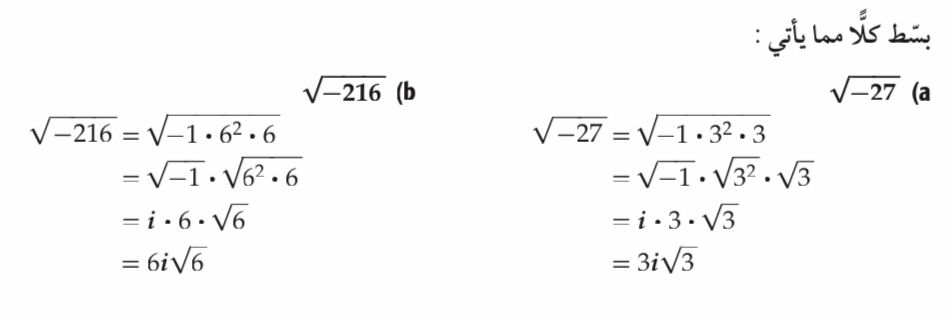 بسّط كلًّا مما يأتي :
a) √−27
√−27 = √−1 • 3² • 3
= √−1 • √3² • √3
= i • 3 • √3
= 3i√3
b) √−216
√−216 = √−1 • 6² • 6
= √−1 • √6² • 6
= i • 6 • √6
= 6i√6